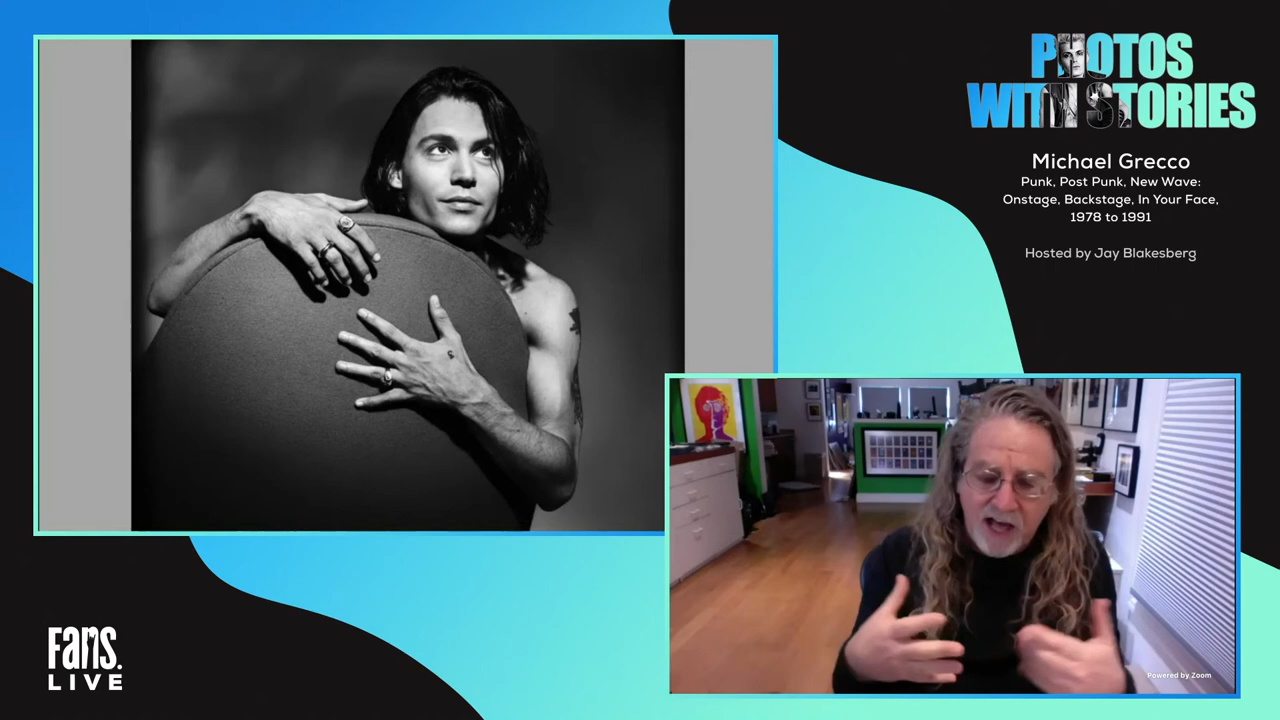 PHOTOS
WITH STORIES
Michael Grecco
Punk, Post Punk, New Wave:
Onstage, Backstage, In Your Face,
1978 to 1991
Hosted by Jay Blakesberg
Powered by Zoom
Fans.
LIVE